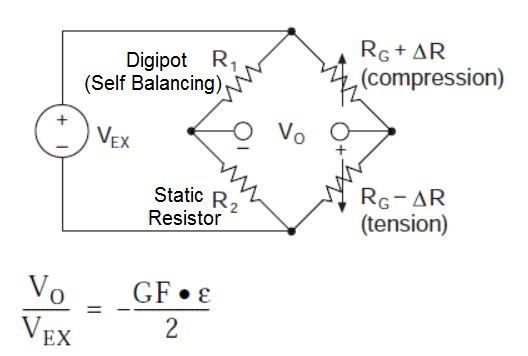 Digipot R1
(Self Balancing)
RG + ΔR
(compression)
+
−
VEX
−
VO
+
Static R2
Resistor
RG − ΔR
(tension)
VO
VEX
= −
GF • ε
2